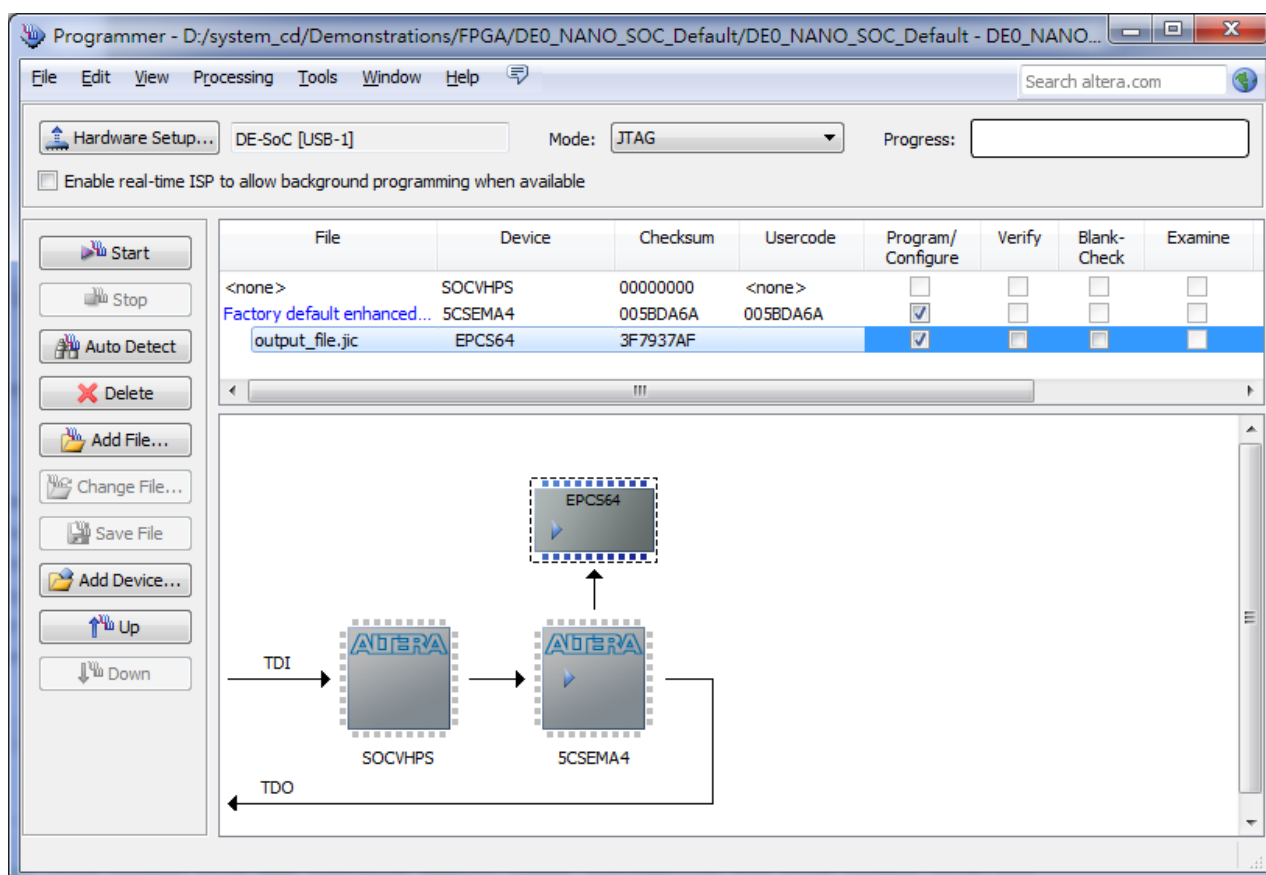 Programmer - D:/system_cd/Demonstrations/FPGA/DE0_NANO_SOC_Default/DE0_NANO_SOC_Default - DE0_NANO...
File Edit View Processing Tools Window Help Search altera.com
Hardware Setup... DE-SoC [USB-1] Mode: JTAG Progress:
Enable real-time ISP to allow background programming when available
Start
Stop
Auto Detect
Delete
Add File...
Change File...
Save File
Add Device...
Up
Down
File Device Checksum Usercode Program/ Configure Verify Blank- Check Examine
<none> SOCVHPS 00000000 <none>
Factory default enhanced... 5CSEMA4 005BDA6A 005BDA6A
output_file.jic EPCS64 3F7937AF
EPCS64
ALTERA ALTERA
TDI
SOCVHPS 5CSEMA4
TDO